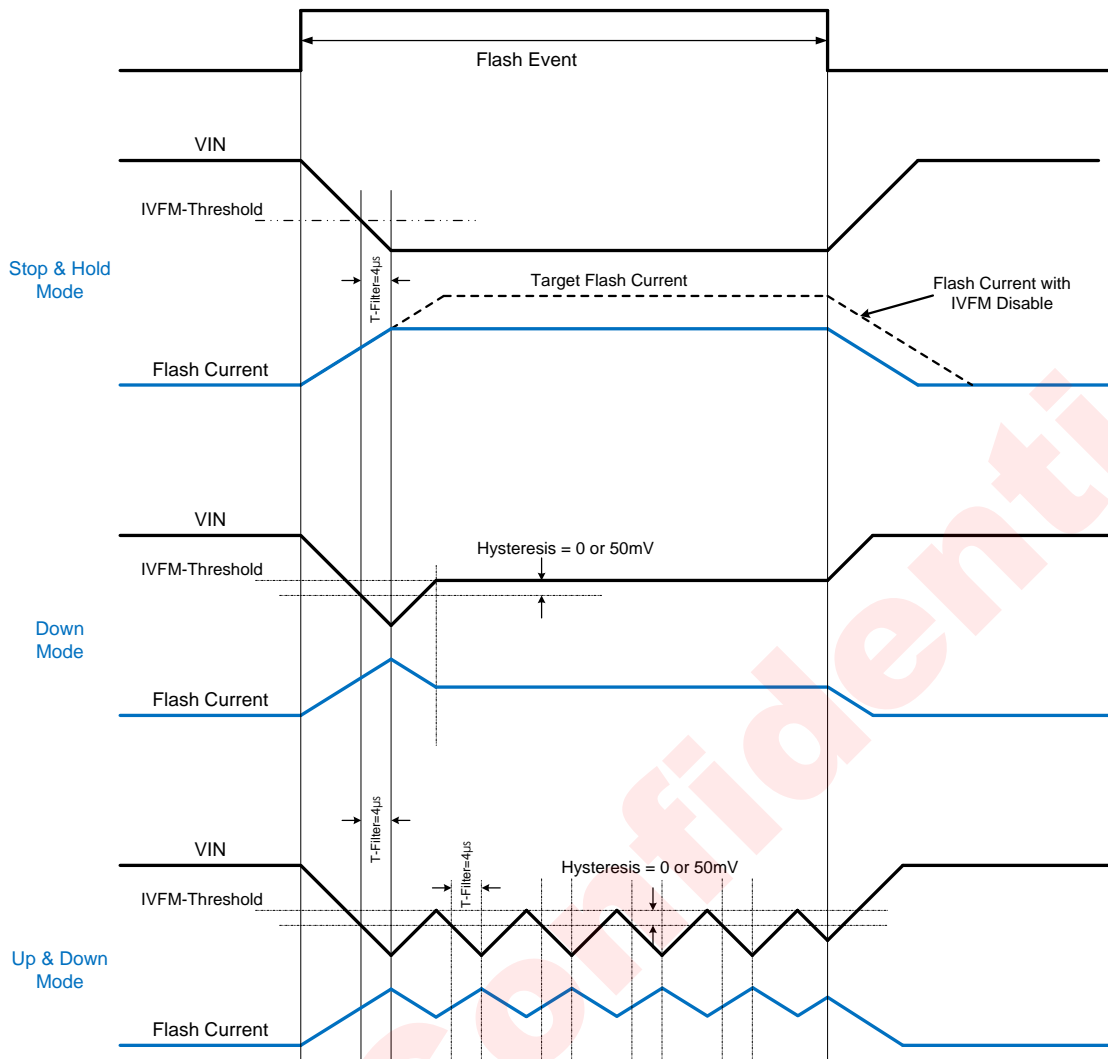 Flash Event
VIN
IVFM-Threshold
Stop & Hold
Mode
T-Filter=4µs
Target Flash Current
Flash Current with
IVFM Disable
Flash Current
VIN
Hysteresis = 0 or 50mV
IVFM-Threshold
Down
Mode
Flash Current
T-Filter=4µs
VIN
T-Filter=4µs
Hysteresis = 0 or 50mV
IVFM-Threshold
Up & Down
Mode
Flash Current
Confidenti